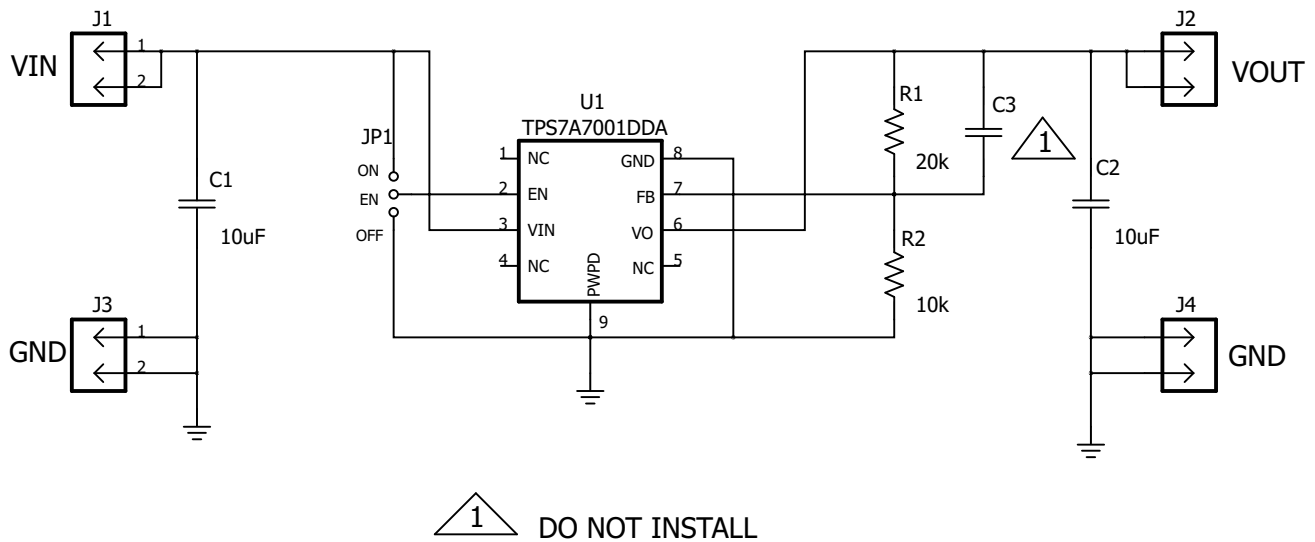 J1
VIN
1
2
J3
GND
1
2
C1
10uF
JP1
ON
EN
OFF
U1
TPS7A7001DDA
1 NC
2 EN
3 VIN
4 NC
GND 8
FB 7
VO 6
NC 5
PWPD
9
R1
20k
R2
10k
C3
1
C2
10uF
J2
VOUT
J4
GND
1 DO NOT INSTALL